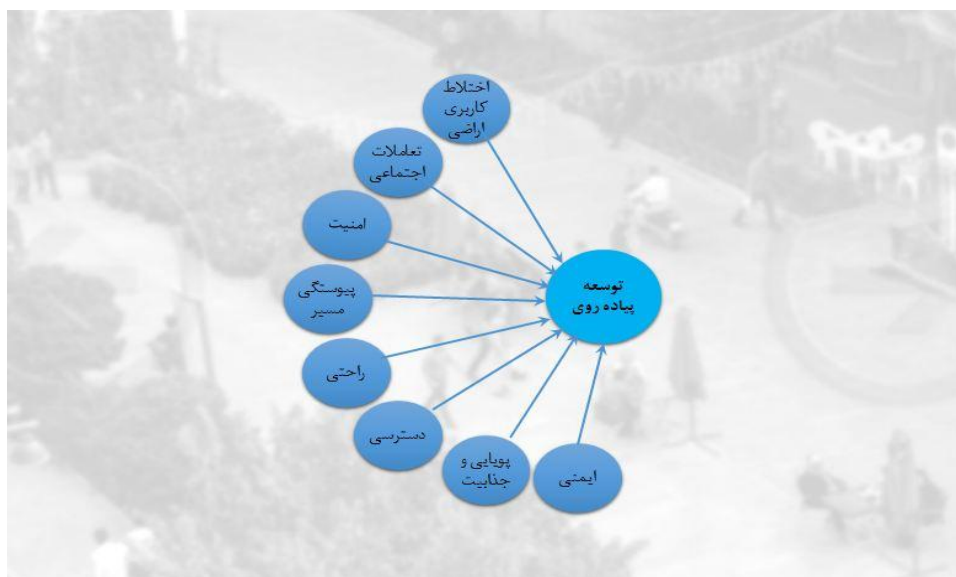 اختلاط
کاربری
اراضی
تعاملات
اجتماعی
امنیت
پیوستگی
مسیر
راحتی
دسترسی
پویایی و
جذابیت
ایمنی
توسعه
پیاده روی